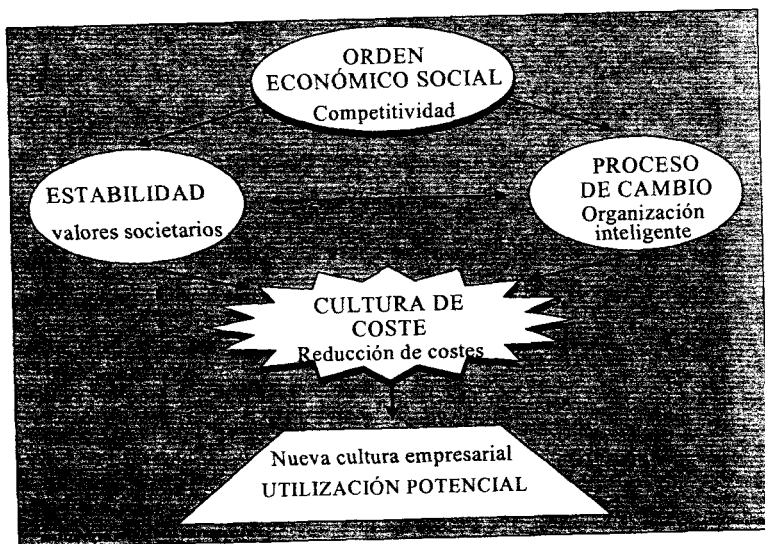 ORDEN
ECONÓMICO SOCIAL
Competitividad
ESTABILIDAD
valores societarios
PROCESO
DE CAMBIO
Organización
inteligente
CULTURA DE
COSTE
Reducción de costes
Nueva cultura empresarial
UTILIZACIÓN POTENCIAL